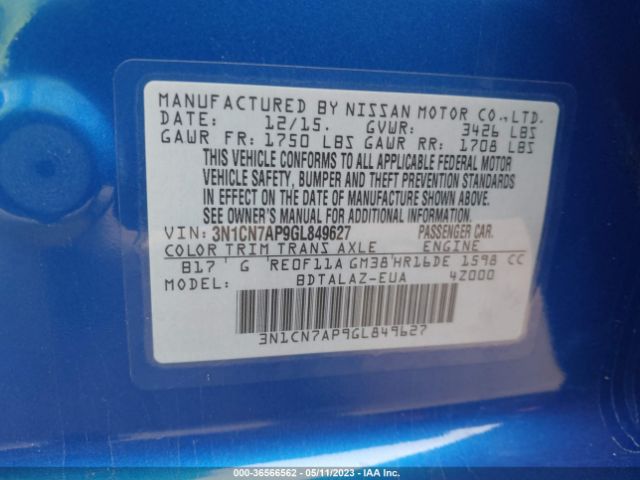 MANUFACTURED BY NISSAN MOTOR CO.,LTD.
DATE: 12/15. GVWR: 3426 LBS
GAWR FR: 1750 LBS GAWR RR: 1708 LBS
THIS VEHICLE CONFORMS TO ALL APPLICABLE FEDERAL MOTOR
VEHICLE SAFETY, BUMPER AND THEFT PREVENTION STANDARDS
IN EFFECT ON THE DATE OF MANUFACTURE SHOWN ABOVE.
SEE OWNER'S MANUAL FOR ADDITIONAL INFORMATION.
VIN: 3N1CN7AP9GL849627 PASSENGER CAR.
COLOR TRIM TRANS AXLE ENGINE
B17 G RE0F11A GM38 HR16DE 1598 CC
MODEL: BDTALAZ-EUA 4Z000
3N1CN7AP9GL849627
000-36566562 - 05/11/2023 - IAA Inc.